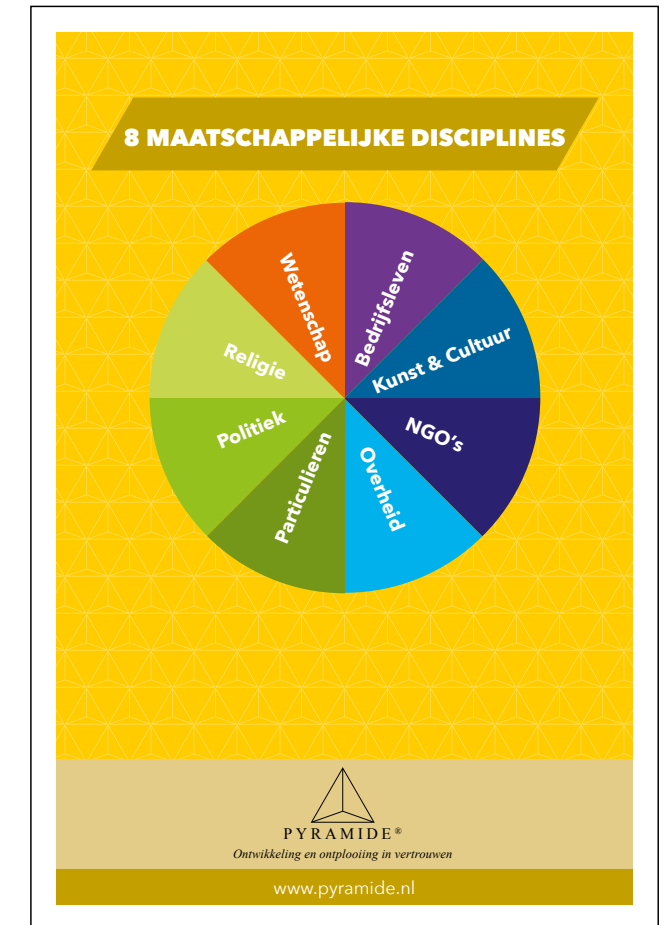 8 MAATSCHAPPELIJKE DISCIPLINES
Wetenschap
Bedrijfsleven
Religie
Kunst & Cultuur
Politiek
NGO's
Particulieren
Overheid
PYRAMIDE®
Ontwikkeling en ontplooiing in vertrouwen
www.pyramide.nl